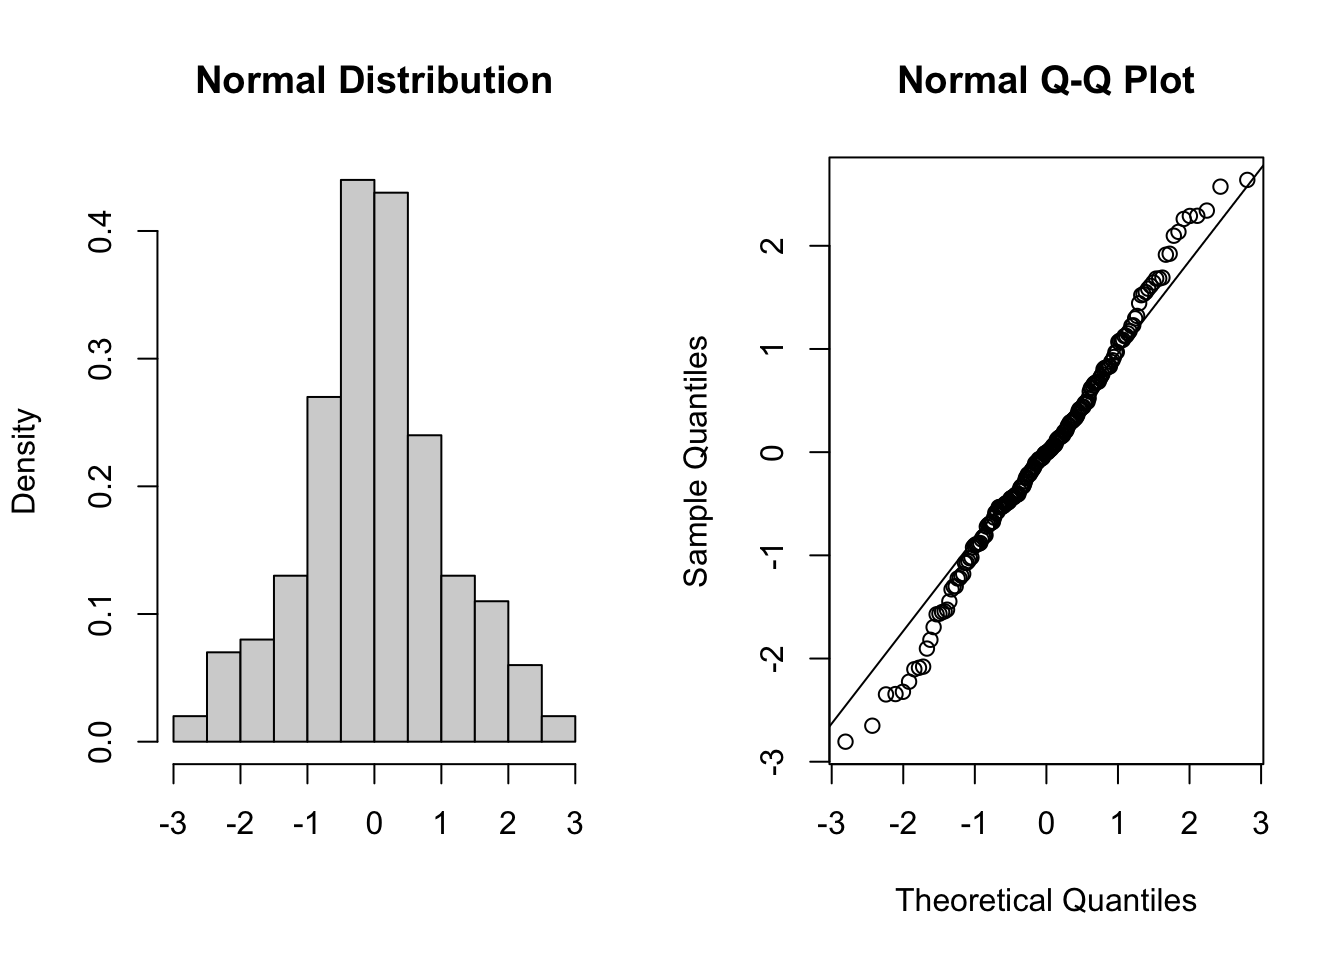 Normal Distribution
Density
0.0
0.1
0.2
0.3
0.4
-3 -2 -1 0 1 2 3
Normal Q-Q Plot
Sample Quantiles
-3
-2
-1
0
1
2
-3 -2 -1 0 1 2 3
Theoretical Quantiles